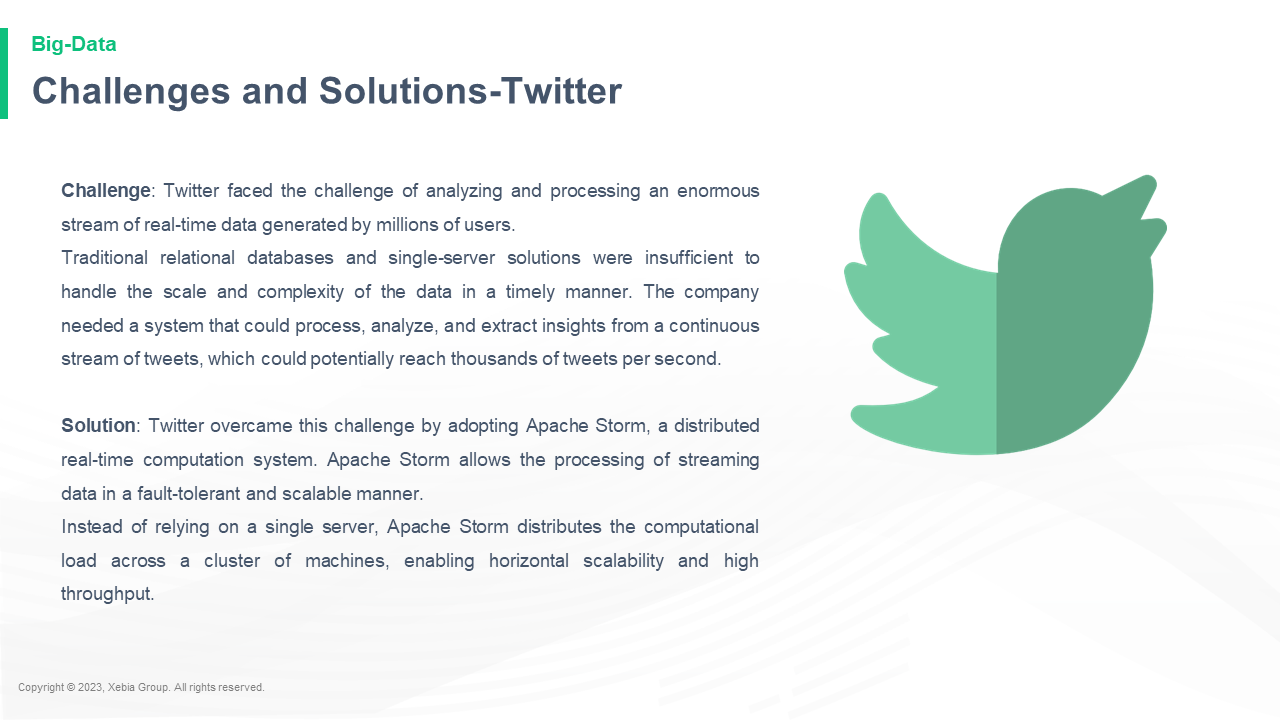 Big-Data
Challenges and Solutions-Twitter
Challenge: Twitter faced the challenge of analyzing and processing an enormous
stream of real-time data generated by millions of users.
Traditional relational databases and single-server solutions were insufficient to
handle the scale and complexity of the data in a timely manner. The company
needed a system that could process, analyze, and extract insights from a continuous
stream of tweets, which could potentially reach thousands of tweets per second.
Solution: Twitter overcame this challenge by adopting Apache Storm, a distributed
real-time computation system. Apache Storm allows the processing of streaming
data in a fault-tolerant and scalable manner.
Instead of relying on a single server, Apache Storm distributes the computational
load across a cluster of machines, enabling horizontal scalability and high
throughput.
Copyright © 2023, Xebia Group. All rights reserved.